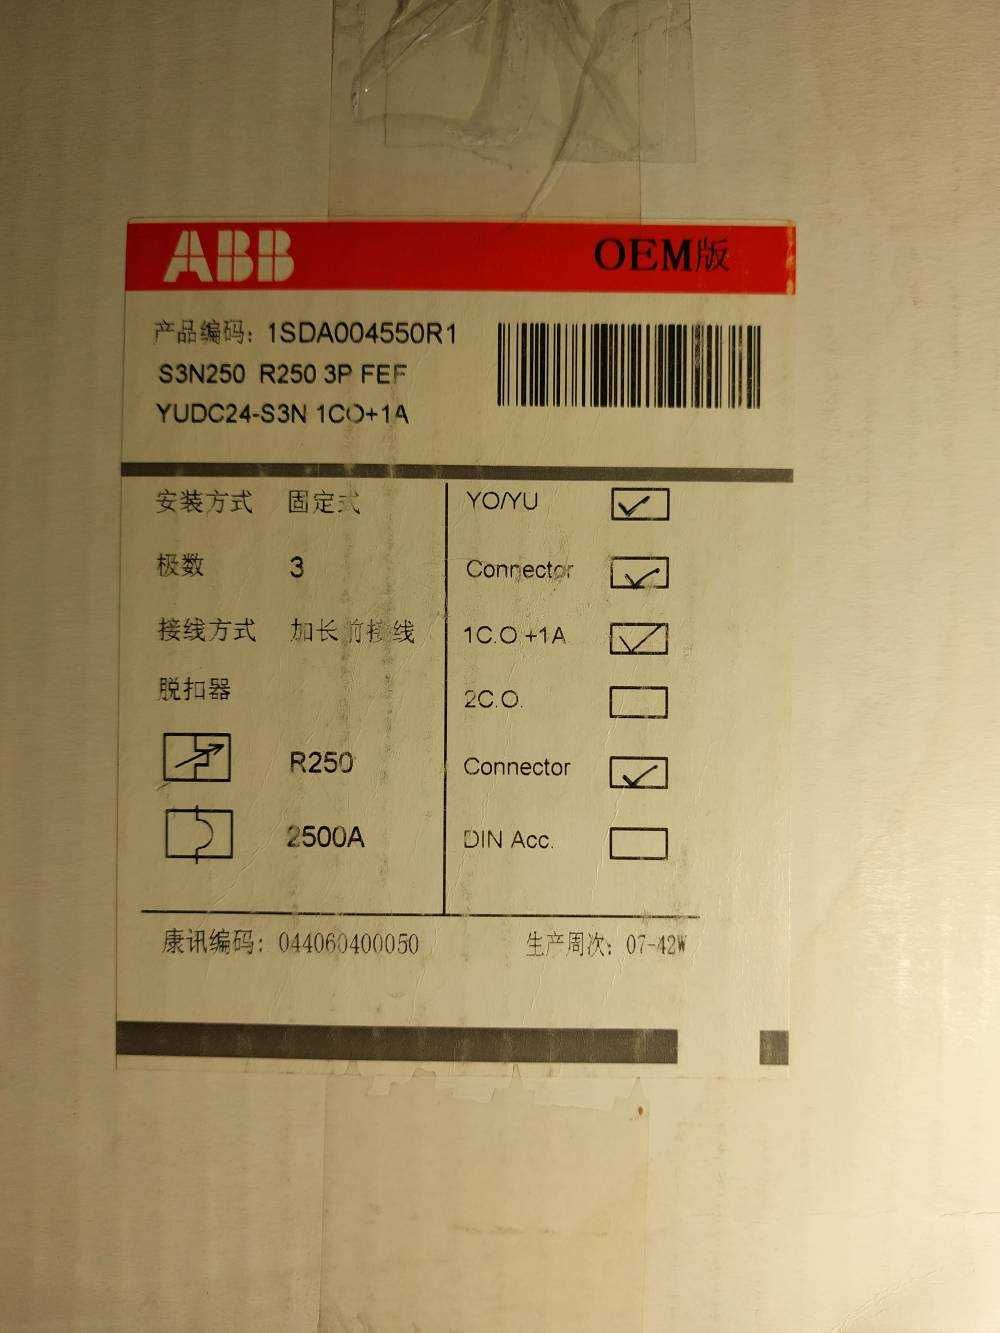 ABB OEM版
产品编码：1SDA004550R1
S3N250 R250 3P FEF
YUDC24-S3N 1CO+1A
安装方式 固定式
极数 3
接线方式 加长前接线
脱扣器
R250
2500A
YO/YU
Connector
1C.O +1A
2C.O.
Connector
DIN Acc.
康讯编码：044060400050
生产周次：07-42W